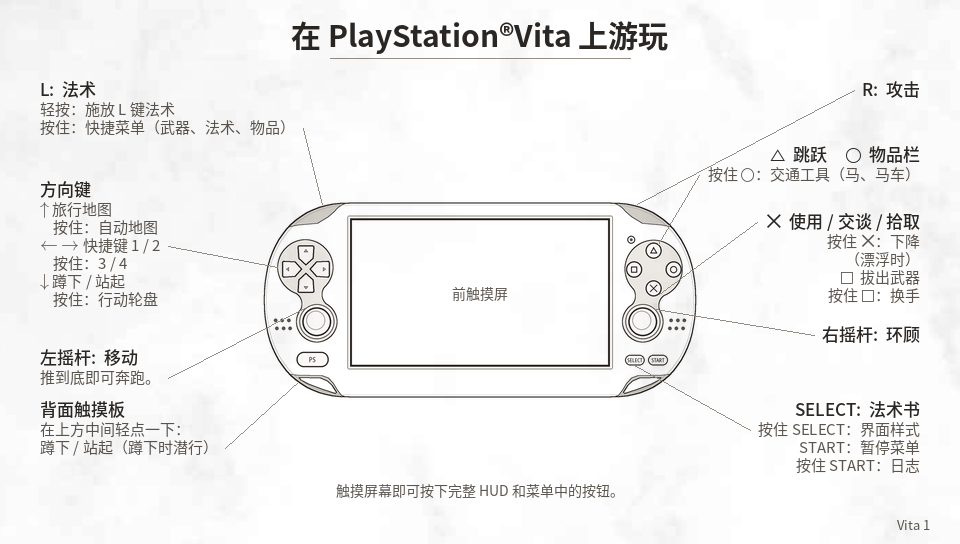 在 PlayStation®Vita 上游玩
L: 法术
轻按：施放 L 键法术
按住：快捷菜单（武器、法术、物品）
方向键
↑ 旅行地图
按住：自动地图
← → 快捷键 1 / 2
按住：3 / 4
↓ 蹲下 / 站起
按住：行动轮盘
左摇杆: 移动
推到底即可奔跑。
背面触摸板
在上方中间轻点一下：
蹲下 / 站起（蹲下时潜行）
R: 攻击
△ 跳跃 ○ 物品栏
按住 ○：交通工具（马、马车）
✕ 使用 / 交谈 / 拾取
按住 ✕：下降
（漂浮时）
□ 拔出武器
按住 □：换手
右摇杆: 环顾
SELECT: 法术书
按住 SELECT：界面样式
START：暂停菜单
按住 START：日志
前触摸屏
PS
SELECT
START
触摸屏幕即可按下完整 HUD 和菜单中的按钮。
Vita 1